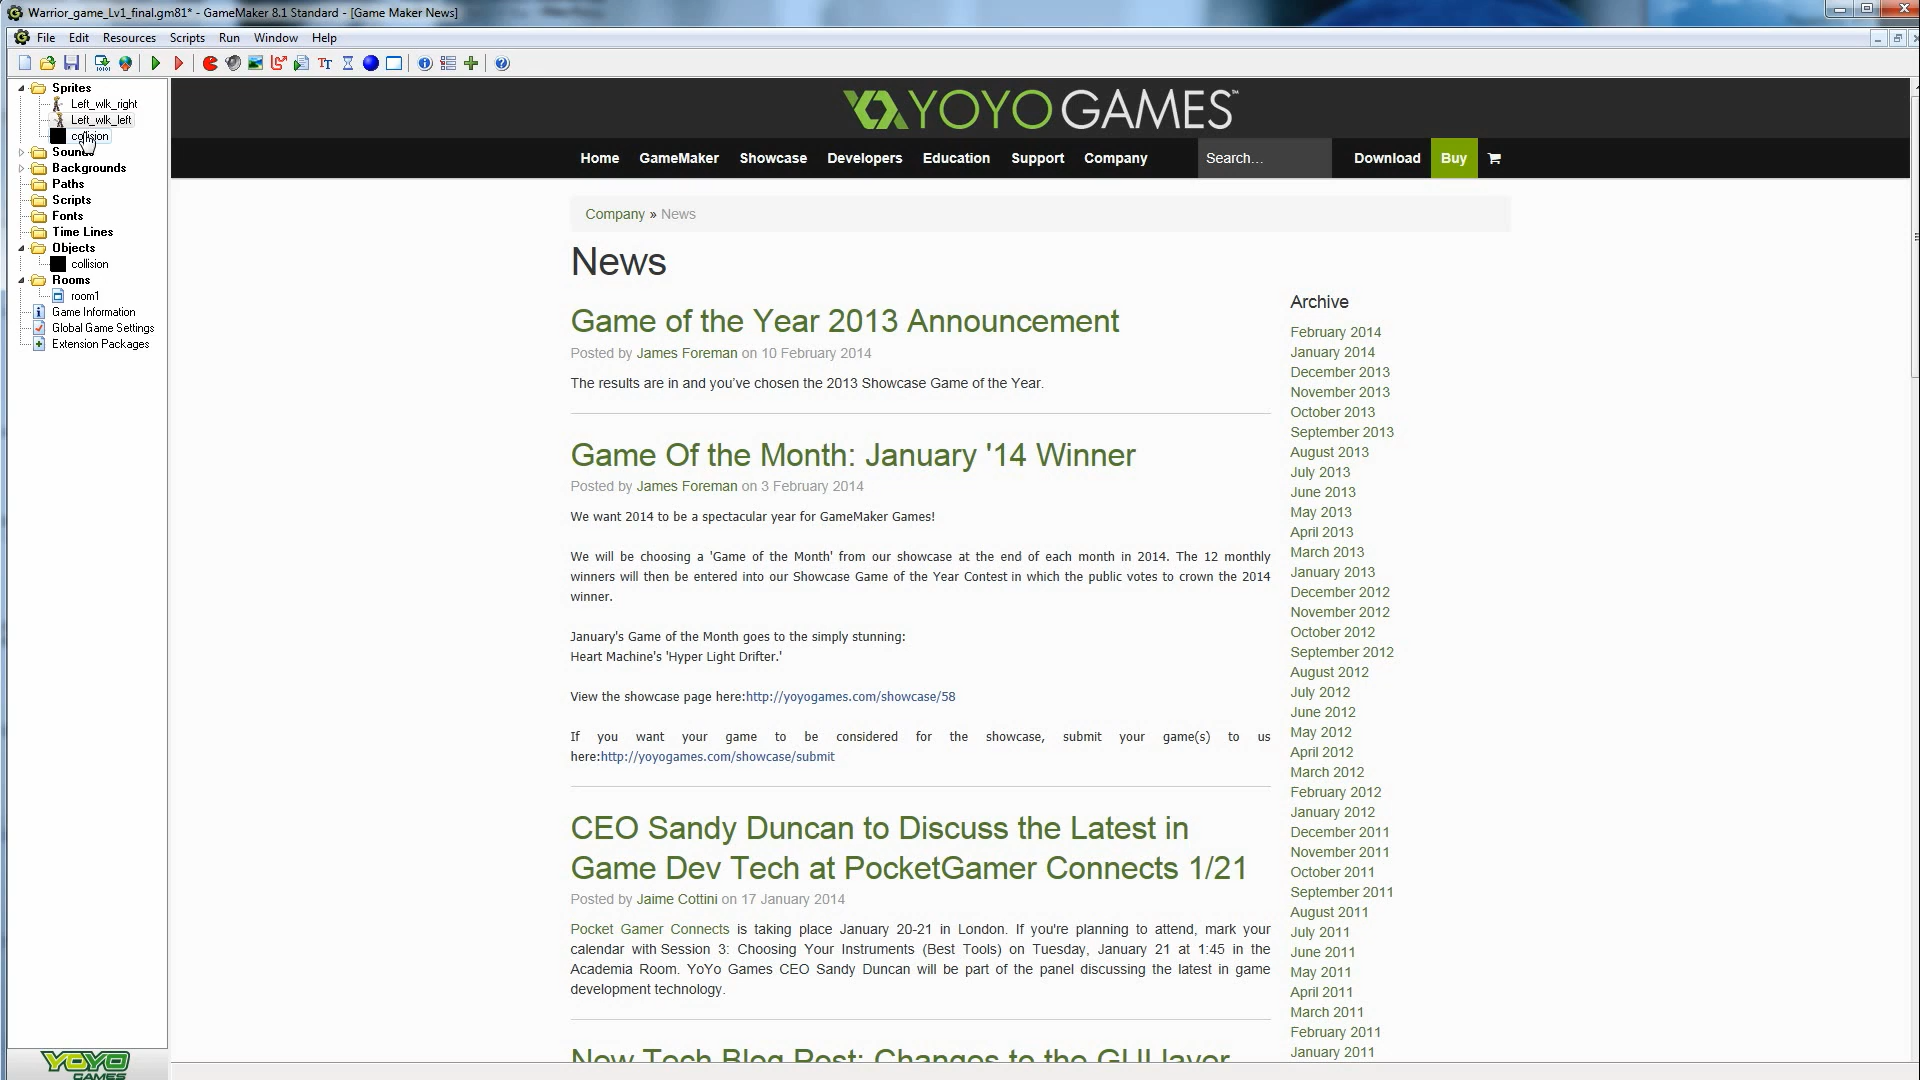 Warrior_game_Lv1_final.gm81* - GameMaker 8.1 Standard - [Game Maker News]
File Edit Resources Scripts Run Window Help
Sprites
Left_wlk_right
Left_wlk_left
collision
Sounds
Backgrounds
Paths
Scripts
Fonts
Time Lines
Objects
collision
Rooms
room1
Game Information
Global Game Settings
Extension Packages
YOYO GAMES
YOYOGAMES™
Home GameMaker Showcase Developers Education Support Company Search... Download Buy
Company » News
News
Game of the Year 2013 Announcement
Posted by James Foreman on 10 February 2014
The results are in and you've chosen the 2013 Showcase Game of the Year.
Game Of the Month: January '14 Winner
Posted by James Foreman on 3 February 2014
We want 2014 to be a spectacular year for GameMaker Games!
We will be choosing a 'Game of the Month' from our showcase at the end of each month in 2014. The 12 monthly
winners will then be entered into our Showcase Game of the Year Contest in which the public votes to crown the 2014
winner.
January's Game of the Month goes to the simply stunning:
Heart Machine's 'Hyper Light Drifter.'
View the showcase page here:http://yoyogames.com/showcase/58
If you want your game to be considered for the showcase, submit your game(s) to us
here:http://yoyogames.com/showcase/submit
CEO Sandy Duncan to Discuss the Latest in
Game Dev Tech at PocketGamer Connects 1/21
Posted by Jaime Cottini on 17 January 2014
Pocket Gamer Connects is taking place January 20-21 in London. If you're planning to attend, mark your
calendar with Session 3: Choosing Your Instruments (Best Tools) on Tuesday, January 21 at 1:45 in the
Academia Room. YoYo Games CEO Sandy Duncan will be part of the panel discussing the latest in game
development technology.
New Tech Blog Post: Changes to the GUI layer
Archive
February 2014
January 2014
December 2013
November 2013
October 2013
September 2013
August 2013
July 2013
June 2013
May 2013
April 2013
March 2013
January 2013
December 2012
November 2012
October 2012
September 2012
August 2012
July 2012
June 2012
May 2012
April 2012
March 2012
February 2012
January 2012
December 2011
November 2011
October 2011
September 2011
August 2011
July 2011
June 2011
May 2011
April 2011
March 2011
February 2011
January 2011